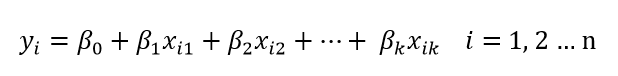 yᵢ = β₀ + β₁xᵢ₁ + β₂xᵢ₂ + ⋯ + βₖxᵢₖ i = 1, 2 … n